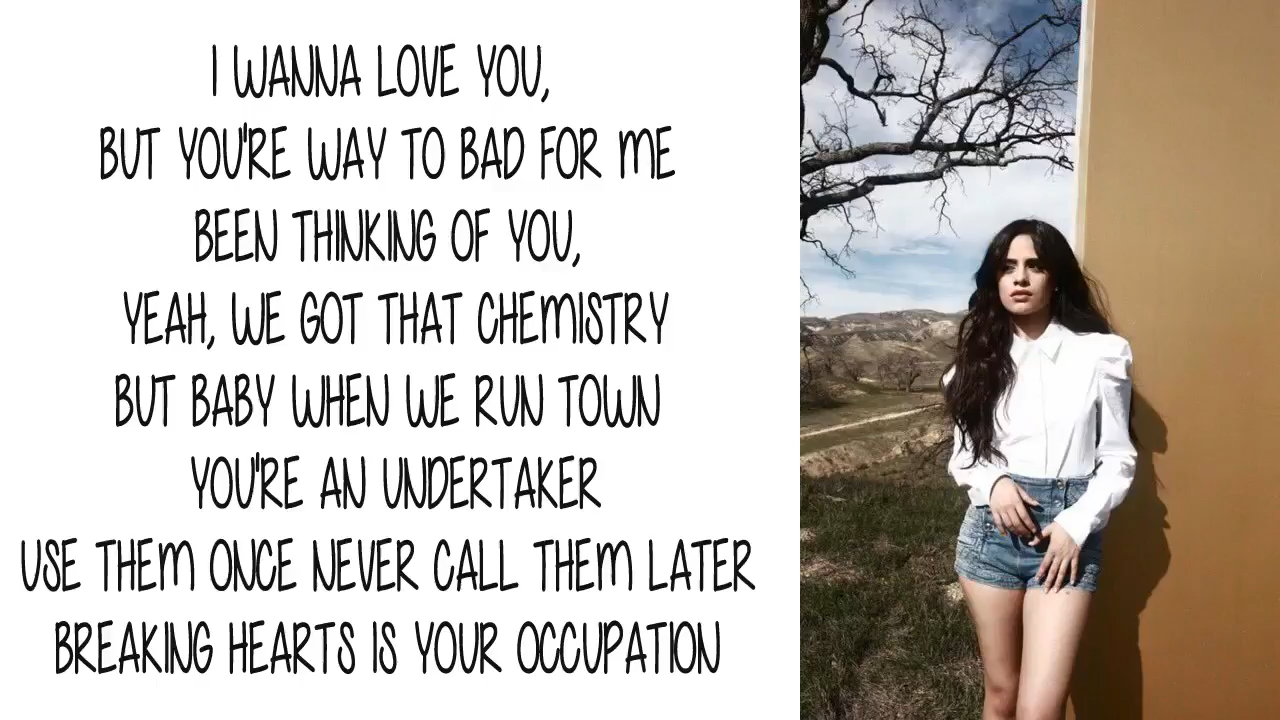 I WANNA LOVE YOU,
BUT YOU'RE WAY TO BAD FOR ME
BEEN THINKING OF YOU,
YEAH, WE GOT THAT CHEMISTRY
BUT BABY WHEN WE RUN TOWN
YOU'RE AN UNDERTAKER
USE THEM ONCE NEVER CALL THEM LATER
BREAKING HEARTS IS YOUR OCCUPATION